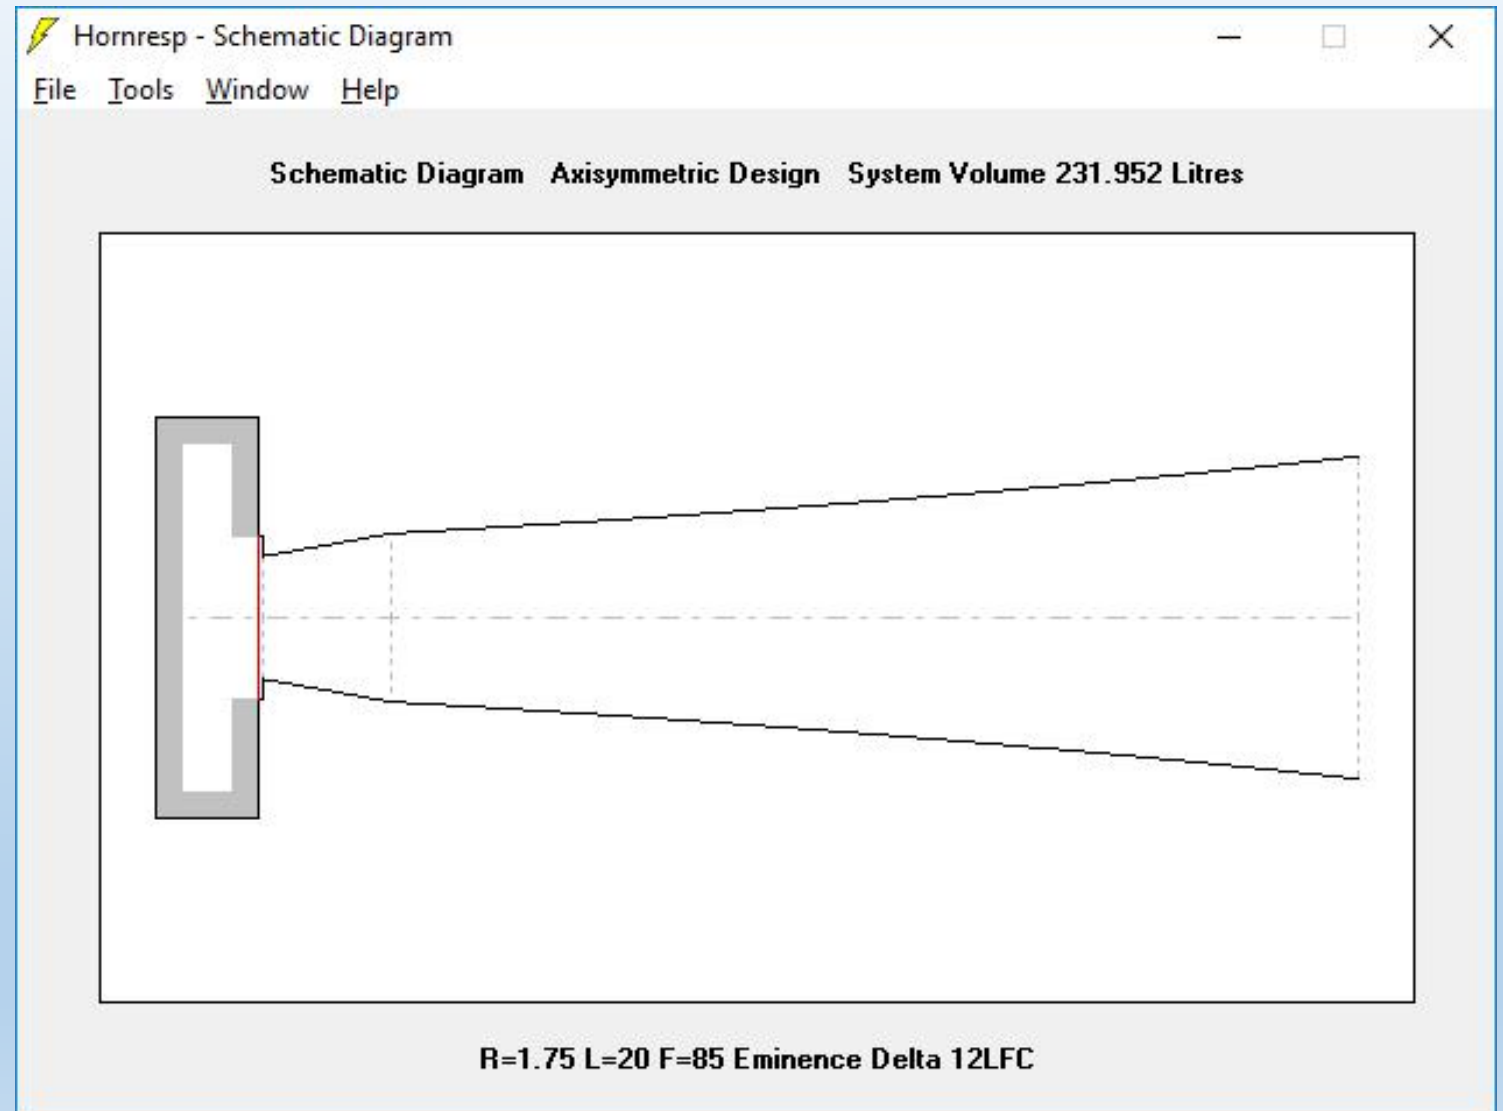 Hornresp - Schematic Diagram
File Tools Window Help
Schematic Diagram Axisymmetric Design System Volume 231.952 Litres
R=1.75 L=20 F=85 Eminence Delta 12LFC